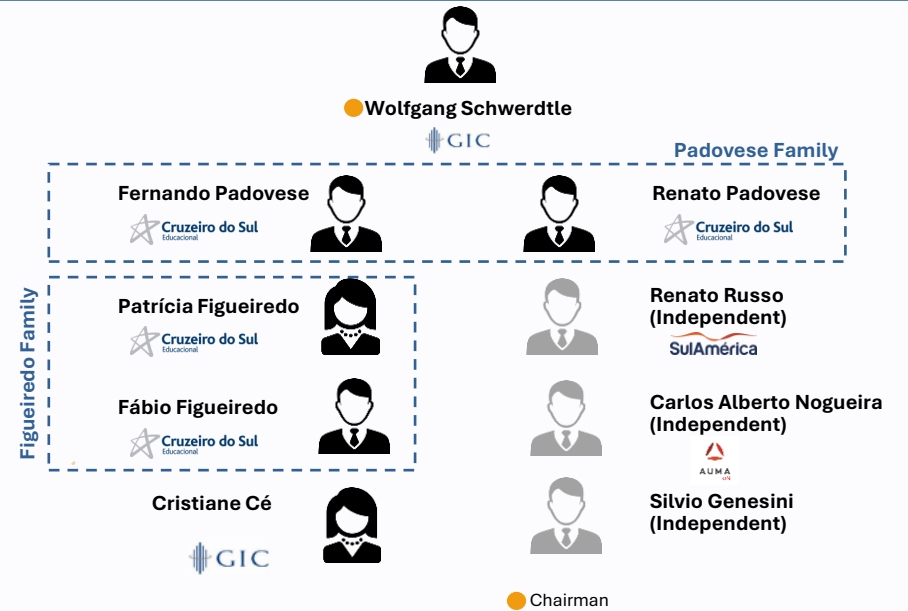 Wolfgang Schwerdtle
GIC
Padovese Family
Fernando Padovese
Cruzeiro do Sul
Educacional
Renato Padovese
Cruzeiro do Sul
Educacional
Figueiredo Family
Patrícia Figueiredo
Cruzeiro do Sul
Educacional
Renato Russo
(Independent)
SulAmérica
Fábio Figueiredo
Cruzeiro do Sul
Educacional
Carlos Alberto Nogueira
(Independent)
AUMA
ON
Cristiane Cé
GIC
Silvio Genesini
(Independent)
Chairman